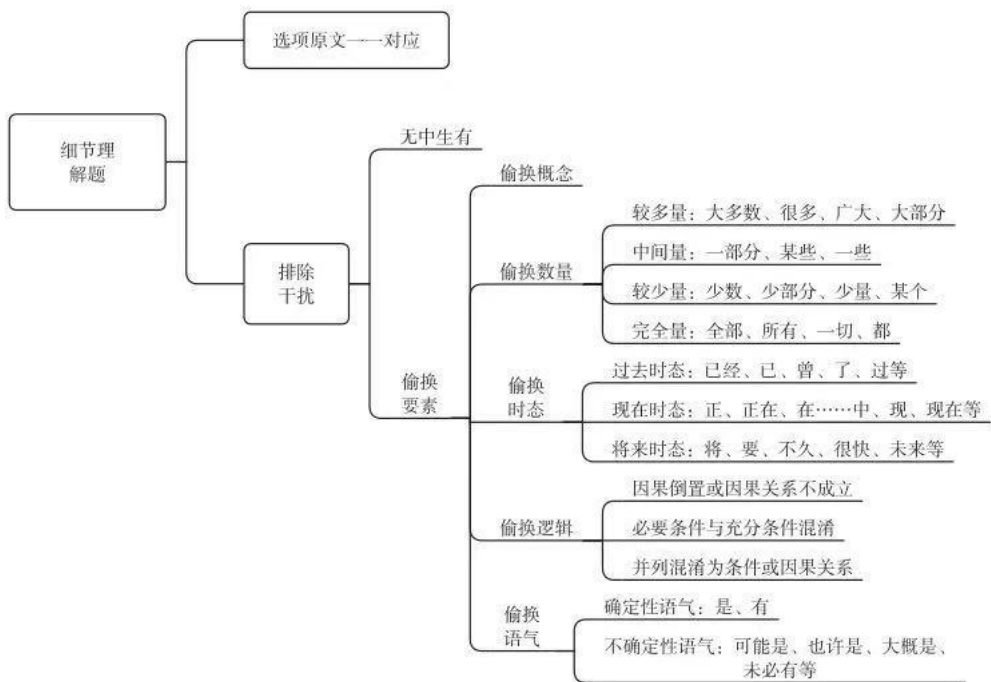 选项原文一一对应
细节理
解题
无中生有
偷换概念
较多量：大多数、很多、广大、大部分
中间量：一部分、某些、一些
偷换数量
较少量：少数、少部分、少量、某个
完全量：全部、所有、一切、都
排除
干扰
偷换
要素
过去时态：已经、已、曾、了、过等
偷换
时态
现在时态：正、正在、在……中、现、现在等
将来时态：将、要、不久、很快、未来等
因果倒置或因果关系不成立
偷换逻辑
必要条件与充分条件混淆
并列混淆为条件或因果关系
偷换
语气
确定性语气：是、有
不确定性语气：可能是、也许是、大概是、
未必有等